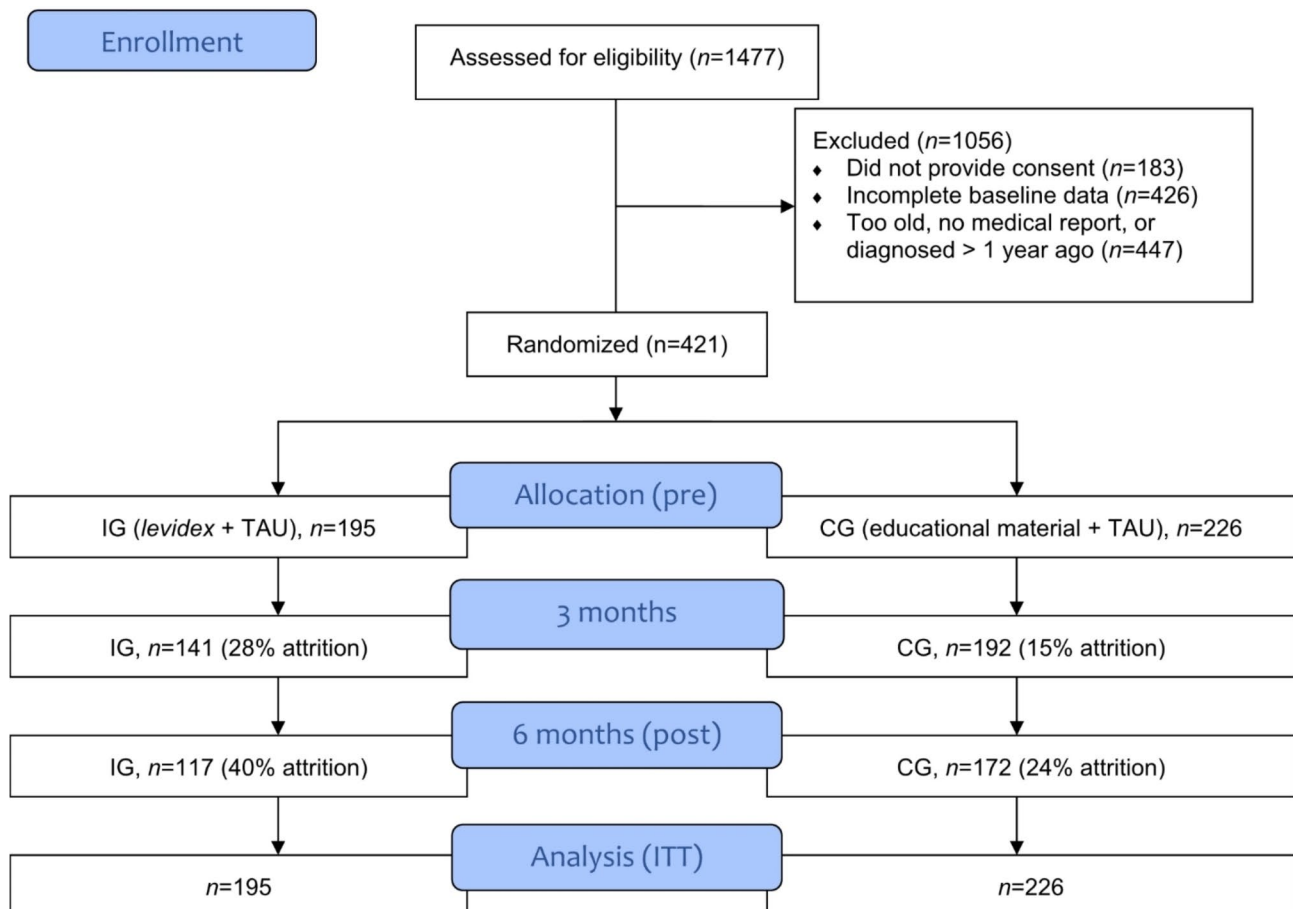 Enrollment
Assessed for eligibility (n=1477)
Excluded (n=1056)
♦ Did not provide consent (n=183)
♦ Incomplete baseline data (n=426)
♦ Too old, no medical report, or
diagnosed > 1 year ago (n=447)
Randomized (n=421)
Allocation (pre)
IG (levidex + TAU), n=195
CG (educational material + TAU), n=226
3 months
IG, n=141 (28% attrition)
CG, n=192 (15% attrition)
6 months (post)
IG, n=117 (40% attrition)
CG, n=172 (24% attrition)
Analysis (ITT)
n=195
n=226